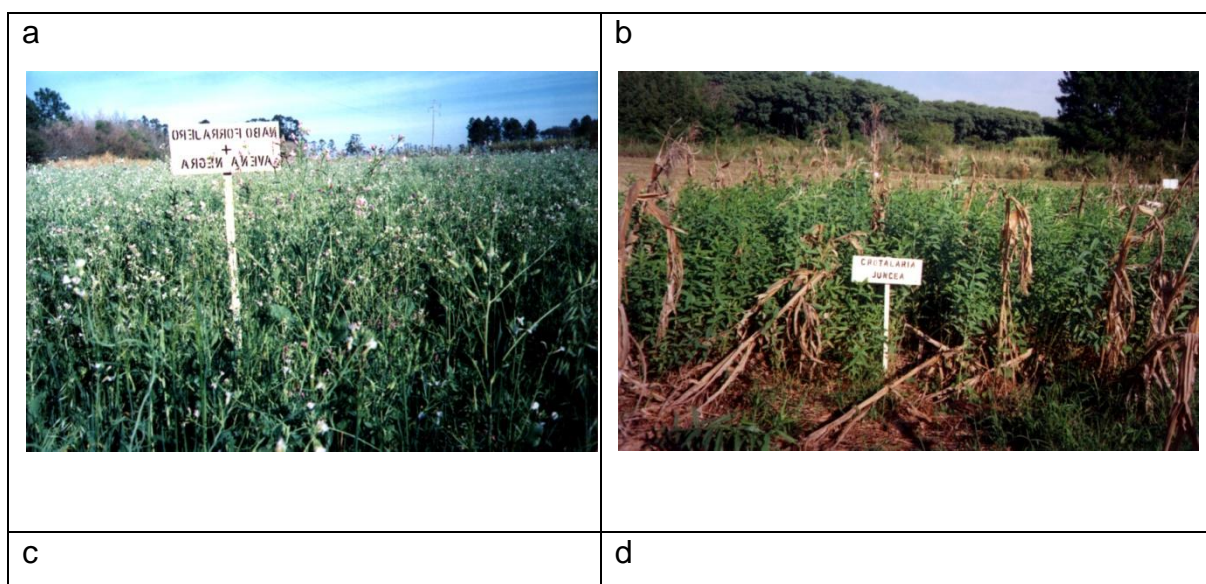 a
b
NABO FORRAJERO
+
AVENA NEGRA
CROTALARIA
JUNCEA
c
d